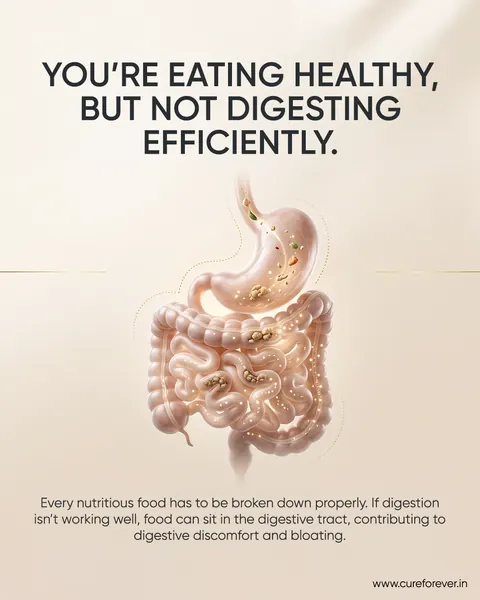 YOU’RE EATING HEALTHY,
BUT NOT DIGESTING
EFFICIENTLY.
Every nutritious food has to be broken down properly. If digestion
isn’t working well, food can sit in the digestive tract, contributing to
digestive discomfort and bloating.
www.cureforever.in